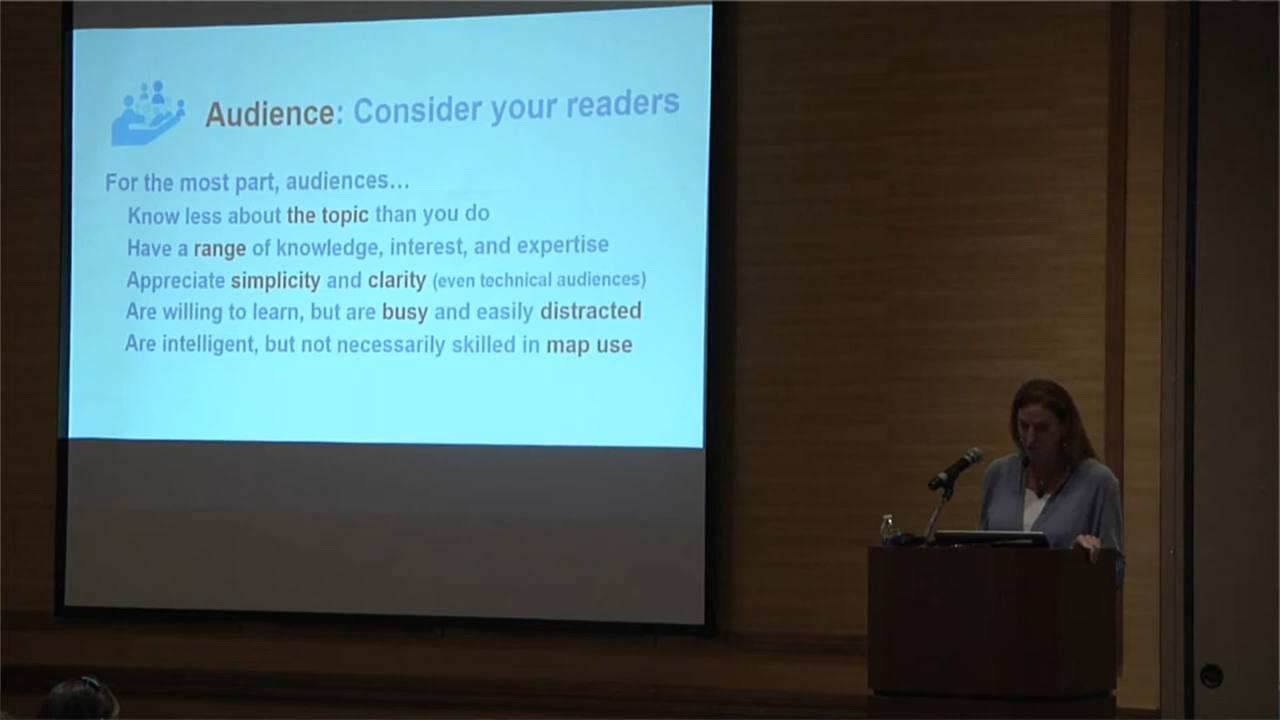 Audience: Consider your readers
For the most part, audiences...
Know less about the topic than you do
Have a range of knowledge, interest, and expertise
Appreciate simplicity and clarity (even technical audiences)
Are willing to learn, but are busy and easily distracted
Are intelligent, but not necessarily skilled in map use